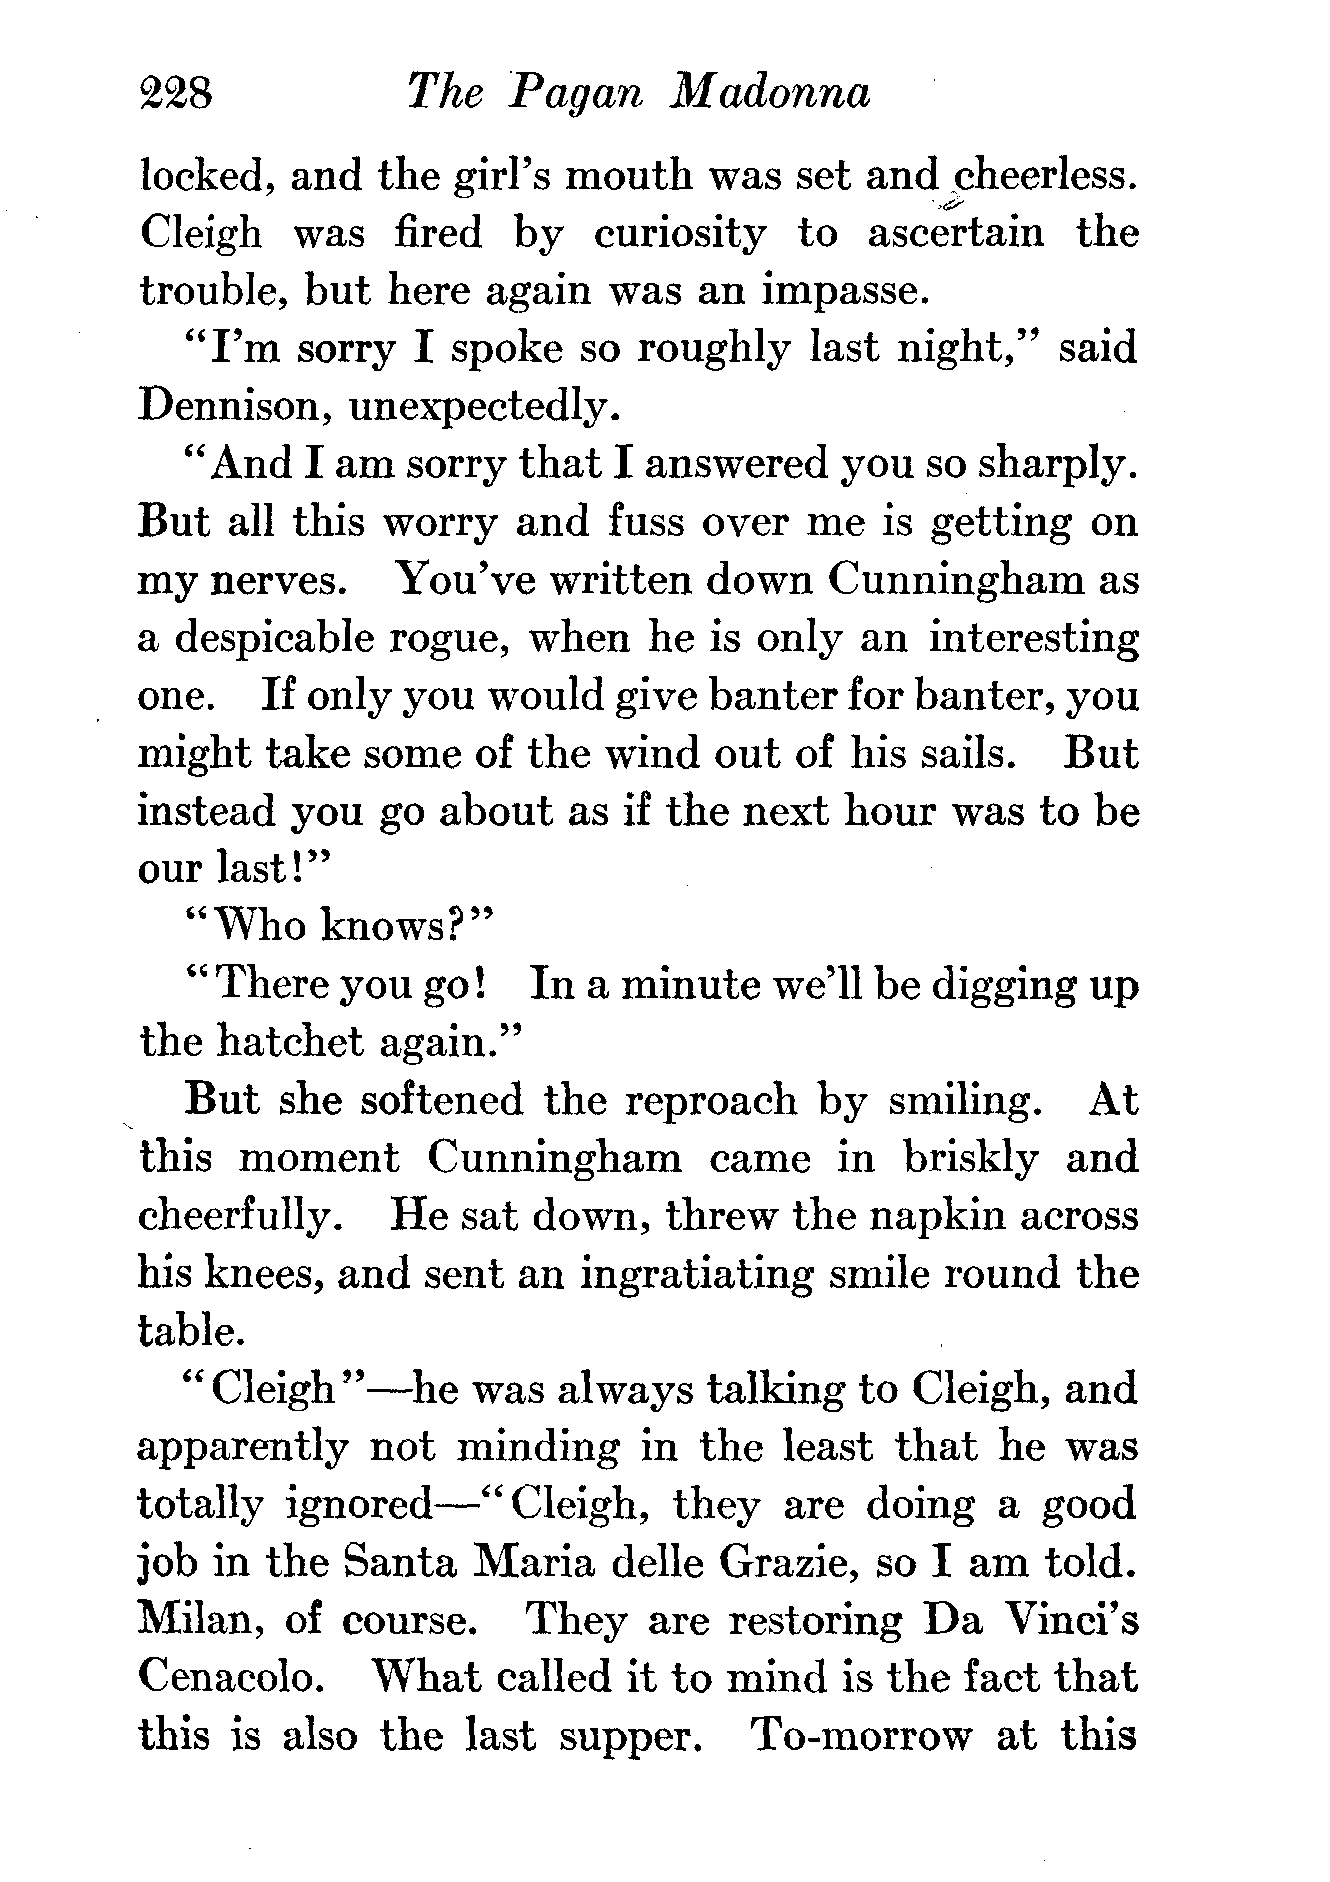 228 The Pagan Madonna
locked, and the girl's mouth was set and cheerless.
Cleigh was fired by curiosity to ascertain the
trouble, but here again was an impasse.
"I'm sorry I spoke so roughly last night," said
Dennison, unexpectedly.
"And I am sorry that I answered you so sharply.
But all this worry and fuss over me is getting on
my nerves. You've written down Cunningham as
a despicable rogue, when he is only an interesting
one. If only you would give banter for banter, you
might take some of the wind out of his sails. But
instead you go about as if the next hour was to be
our last!"
"Who knows?"
"There you go! In a minute we'll be digging up
the hatchet again."
But she softened the reproach by smiling. At
this moment Cunningham came in briskly and
cheerfully. He sat down, threw the napkin across
his knees, and sent an ingratiating smile round the
table.
"Cleigh"—he was always talking to Cleigh, and
apparently not minding in the least that he was
totally ignored—"Cleigh, they are doing a good
job in the Santa Maria delle Grazie, so I am told.
Milan, of course. They are restoring Da Vinci's
Cenacolo. What called it to mind is the fact that
this is also the last supper. To-morrow at this